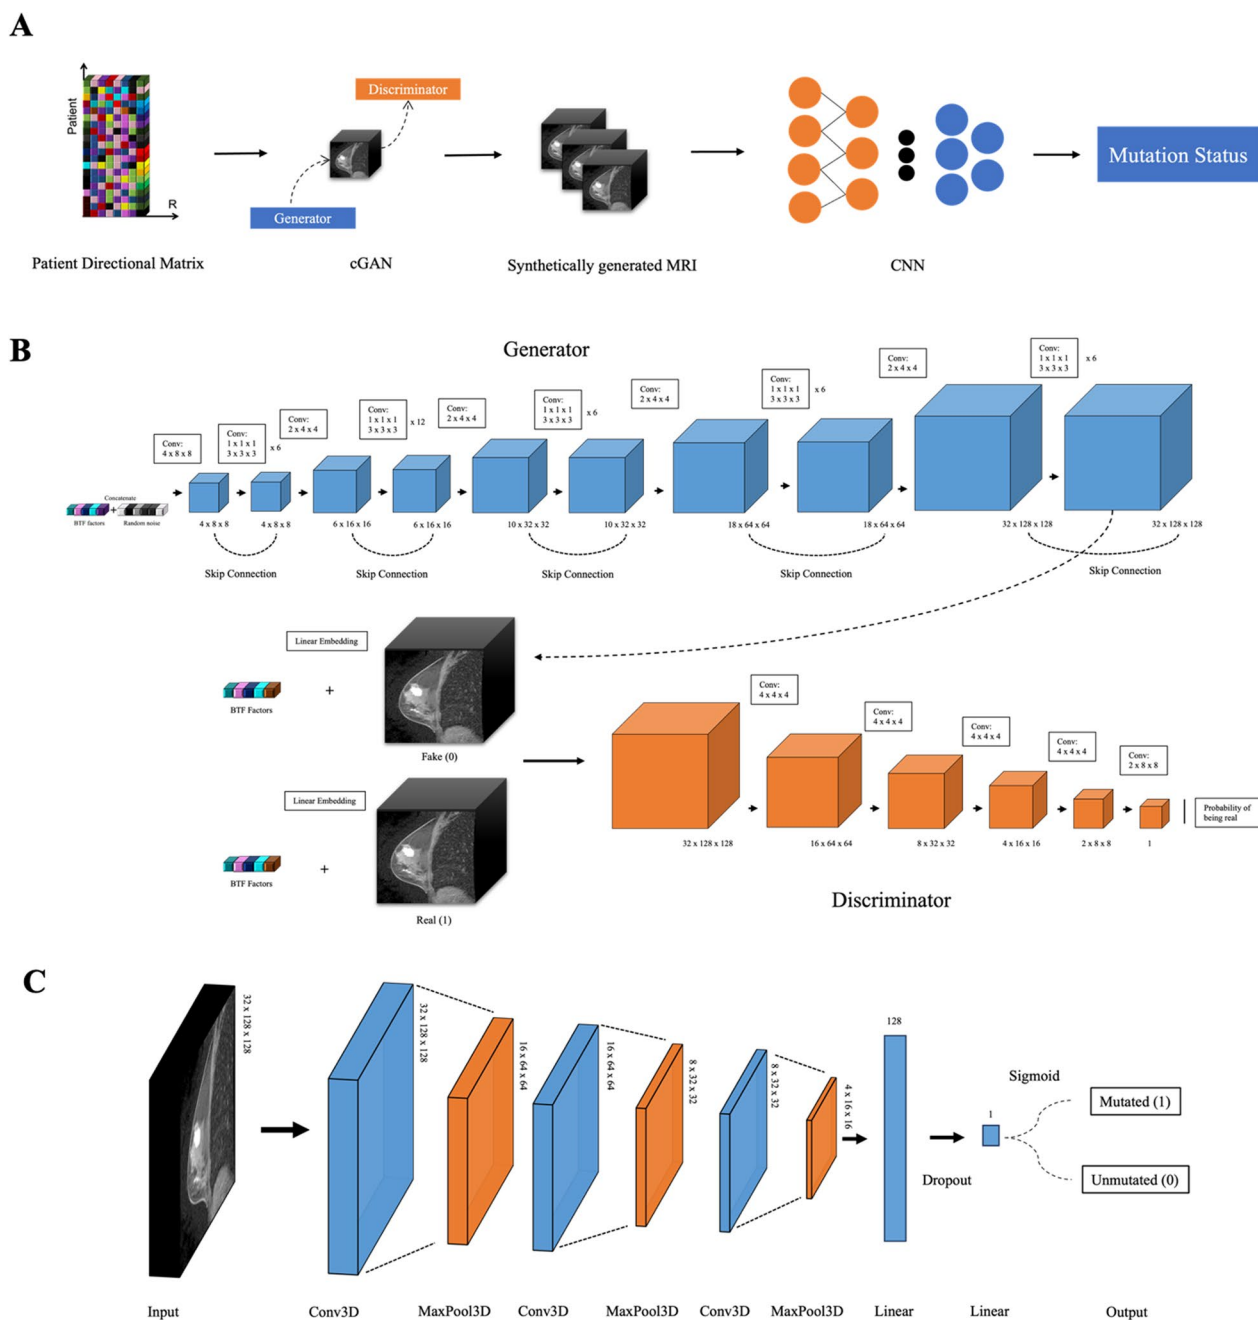 A
Patient
R
Discriminator
Generator
Mutation Status
Patient Directional Matrix
cGAN
Synthetically generated MRI
CNN
B
Generator
Conv:
4 x 8 x 8
Conv:
1 x 1 x 1
3 x 3 x 3
x 6
Conv:
2 x 4 x 4
Conv:
1 x 1 x 1
3 x 3 x 3
x 12
Conv:
2 x 4 x 4
Conv:
1 x 1 x 1
3 x 3 x 3
x 6
Conv:
2 x 4 x 4
Conv:
1 x 1 x 1
3 x 3 x 3
x 6
Conv:
2 x 4 x 4
Conv:
1 x 1 x 1
3 x 3 x 3
x 6
Concatenate
+
BTF factors
Random noise
4 x 8 x 8
4 x 8 x 8
6 x 16 x 16
6 x 16 x 16
10 x 32 x 32
10 x 32 x 32
18 x 64 x 64
18 x 64 x 64
32 x 128 x 128
32 x 128 x 128
Skip Connection
Skip Connection
Skip Connection
Skip Connection
Skip Connection
Linear Embedding
BTF Factors
+
Fake (0)
Linear Embedding
BTF Factors
+
Real (1)
Conv:
4 x 4 x 4
Conv:
4 x 4 x 4
Conv:
4 x 4 x 4
Conv:
4 x 4 x 4
Conv:
2 x 8 x 8
Probability of
being real
32 x 128 x 128
16 x 64 x 64
8 x 32 x 32
4 x 16 x 16
2 x 8 x 8
1
Discriminator
C
32 x 128 x 128
32 x 128 x 128
16 x 64 x 64
16 x 64 x 64
8 x 32 x 32
8 x 32 x 32
4 x 16 x 16
128
1
Dropout
Sigmoid
Mutated (1)
Unmutated (0)
Input
Conv3D
MaxPool3D
Conv3D
MaxPool3D
Conv3D
MaxPool3D
Linear
Linear
Output